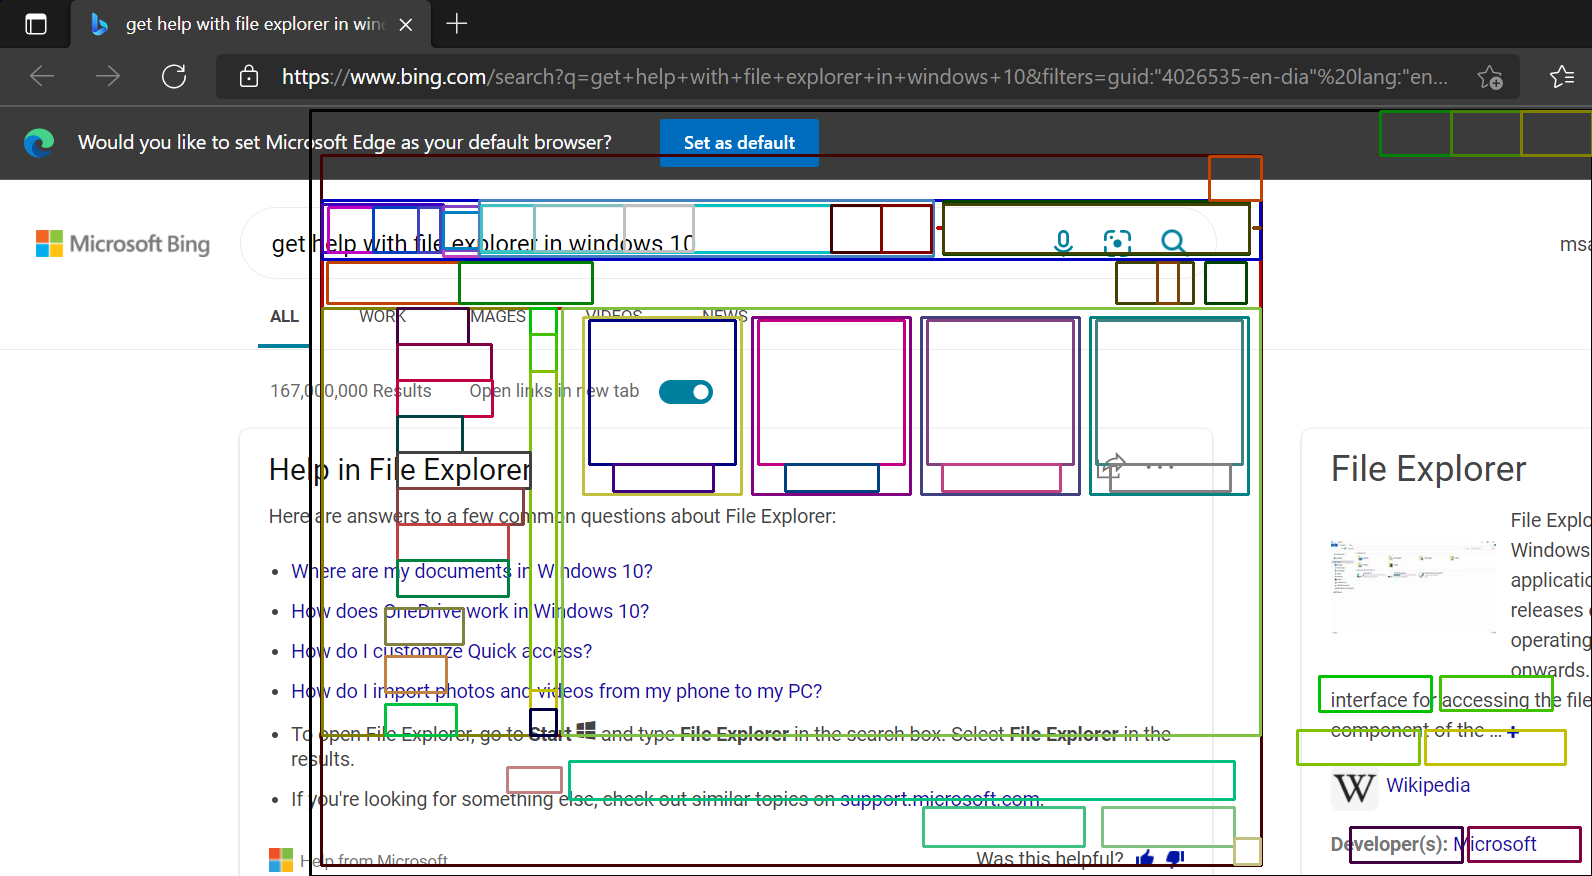 get help with file explorer in win
https://www.bing.com/search?q=get+help+with+file+explorer+in+windows+10&filters=guid:"4026535-en-dia"%20lang:"en...
Would you like to set Microsoft Edge as your default browser?
Set as default
Microsoft Bing
get help with file explorer in windows 10
msa
ALL
WORK
IMAGES
VIDEOS
NEWS
167,000,000 Results
Open links in new tab
Help in File Explorer
Here are answers to a few common questions about File Explorer:
• Where are my documents in Windows 10?
• How does OneDrive work in Windows 10?
• How do I customize Quick access?
• How do I import photos and videos from my phone to my PC?
• To open File Explorer, go to Start and type File Explorer in the search box. Select File Explorer in the
results.
• If you're looking for something else, check out similar topics on support.microsoft.com.
Help from Microsoft
Was this helpful?
File Explorer
File Explo
Windows
applicatio
releases o
operating
onwards.
interface for accessing the file
component of the ... +
W
Wikipedia
Developer(s): Microsoft